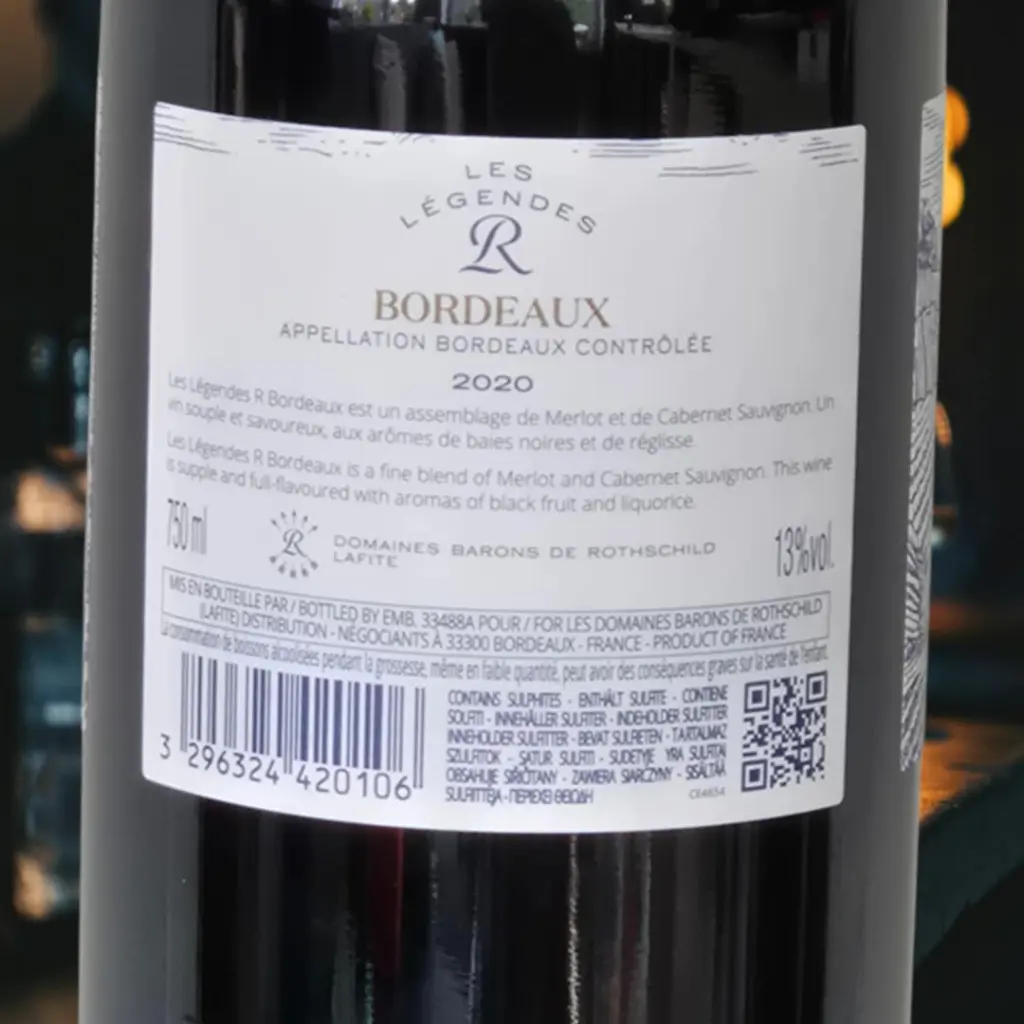 LES
LÉGENDES
R
BORDEAUX
APPELLATION BORDEAUX CONTRÔLÉE
2020
Les Légendes R Bordeaux est un assemblage de Merlot et de Cabernet Sauvignon. Un
vin souple et savoureux, aux arômes de baies noires et de réglisse.
Les Légendes R Bordeaux is a fine blend of Merlot and Cabernet Sauvignon. This wine
is supple and full-flavoured with aromas of black fruit and liquorice.
750 ml
R
DOMAINES BARONS DE ROTHSCHILD
LAFITE
13%vol.
MIS EN BOUTEILLE PAR / BOTTLED BY EMB. 33488A POUR / FOR LES DOMAINES BARONS DE ROTHSCHILD
(LAFITE) DISTRIBUTION - NÉGOCIANTS À 33300 BORDEAUX - FRANCE - PRODUCT OF FRANCE
La consommation de boissons alcoolisées pendant la grossesse, même en faible quantité, peut avoir des conséquences graves sur la santé de l'enfant.
CONTAINS SULPHITES - ENTHÄLT SULFITE - CONTIENE
SOLFITI - INNEHÅLLER SULFITER - INDEHOLDER SULFITTER
INNEHOLDER SULFITTER - BEVAT SULFIETEN - TARTALMAZ
SZULFITOK - SATUR SULFITI - SUDĖTYJE YRA SULFITAI
OBSAHUJE SIŘIČITANY - ZAWIERA SIARCZYNY - SISÄLTÄÄ
SULFIITTEJA - ΠΕΡΙΕΧΕΙ ΘΕΙΩΔΗ
3 296324 420106
CE4654